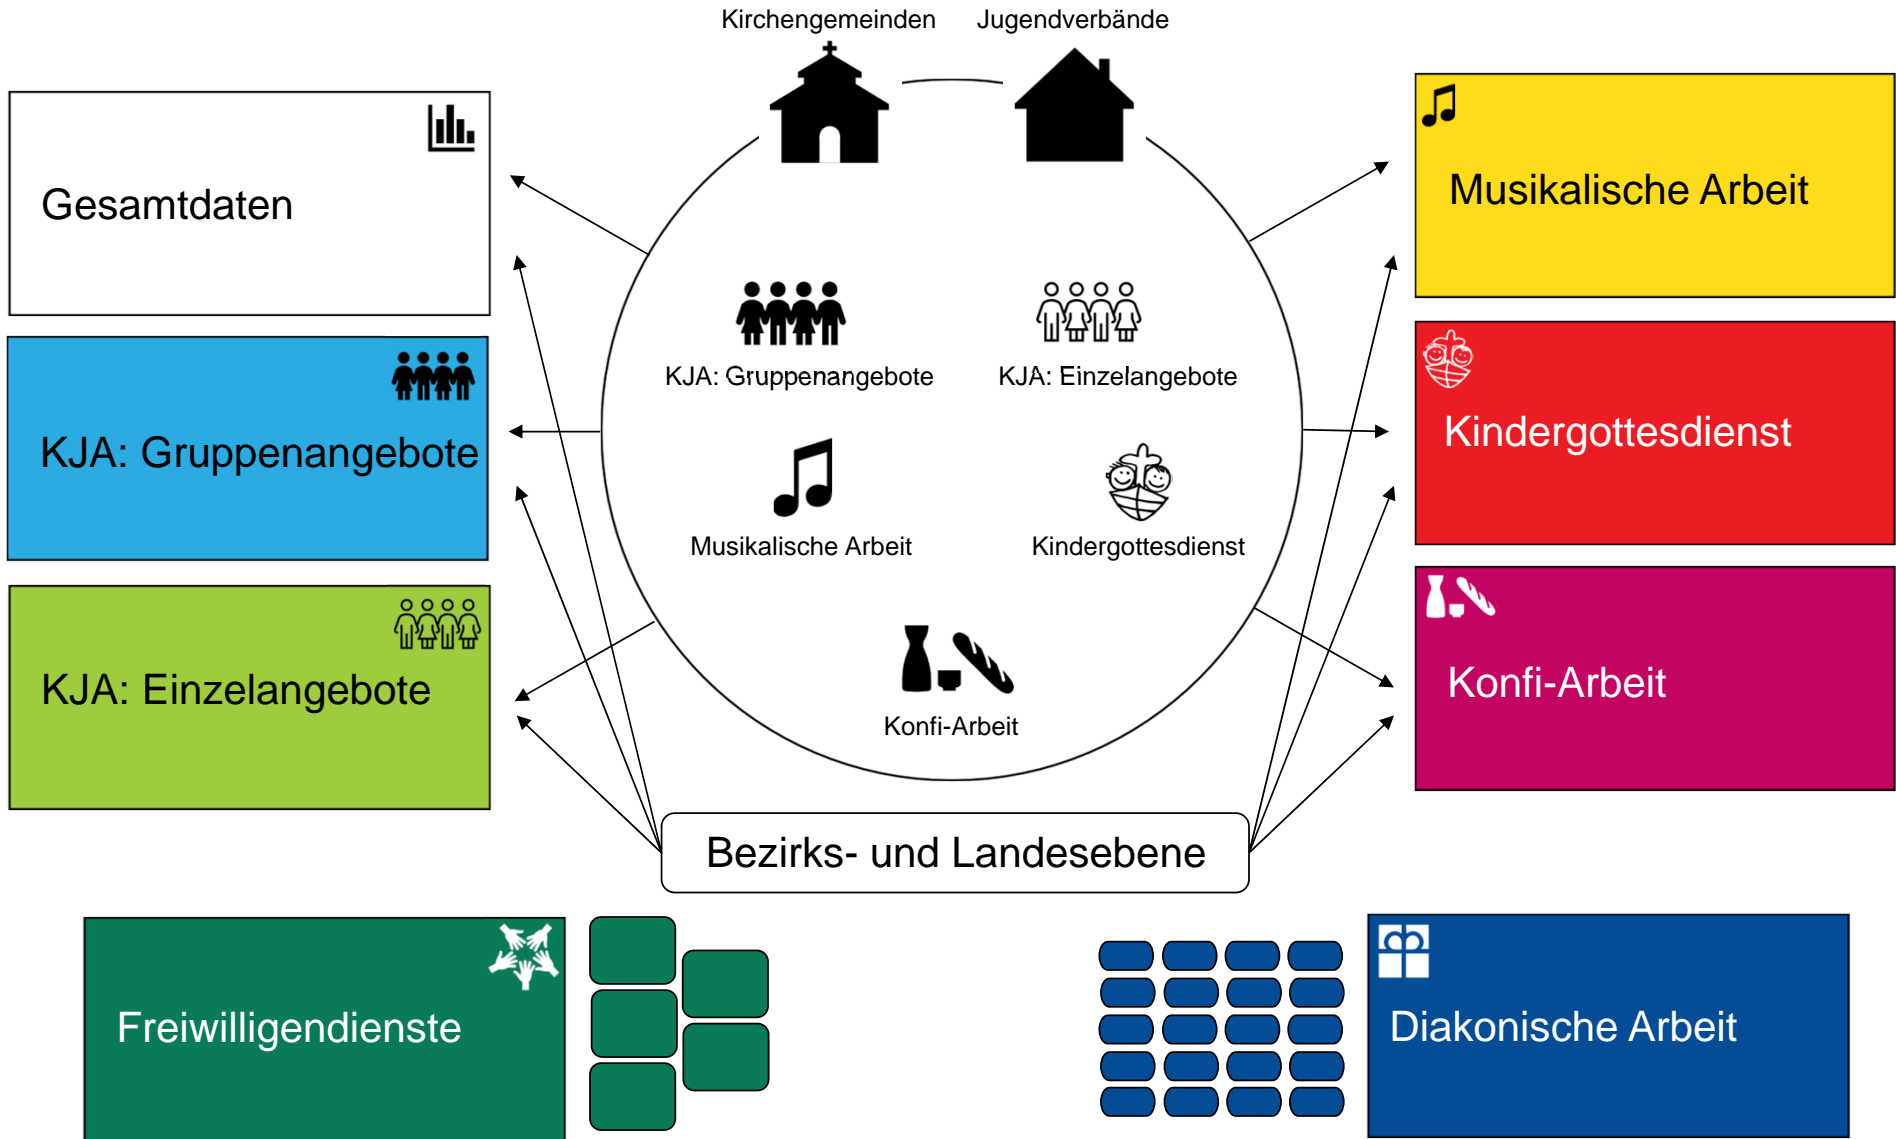 Kirchengemeinden Jugendverbände
Gesamtdaten
KJA: Gruppenangebote
KJA: Einzelangebote
KJA: Gruppenangebote
KJA: Einzelangebote
Musikalische Arbeit
Kindergottesdienst
Konfi-Arbeit
Musikalische Arbeit
Kindergottesdienst
Konfi-Arbeit
Bezirks- und Landesebene
Freiwilligendienste
Diakonische Arbeit